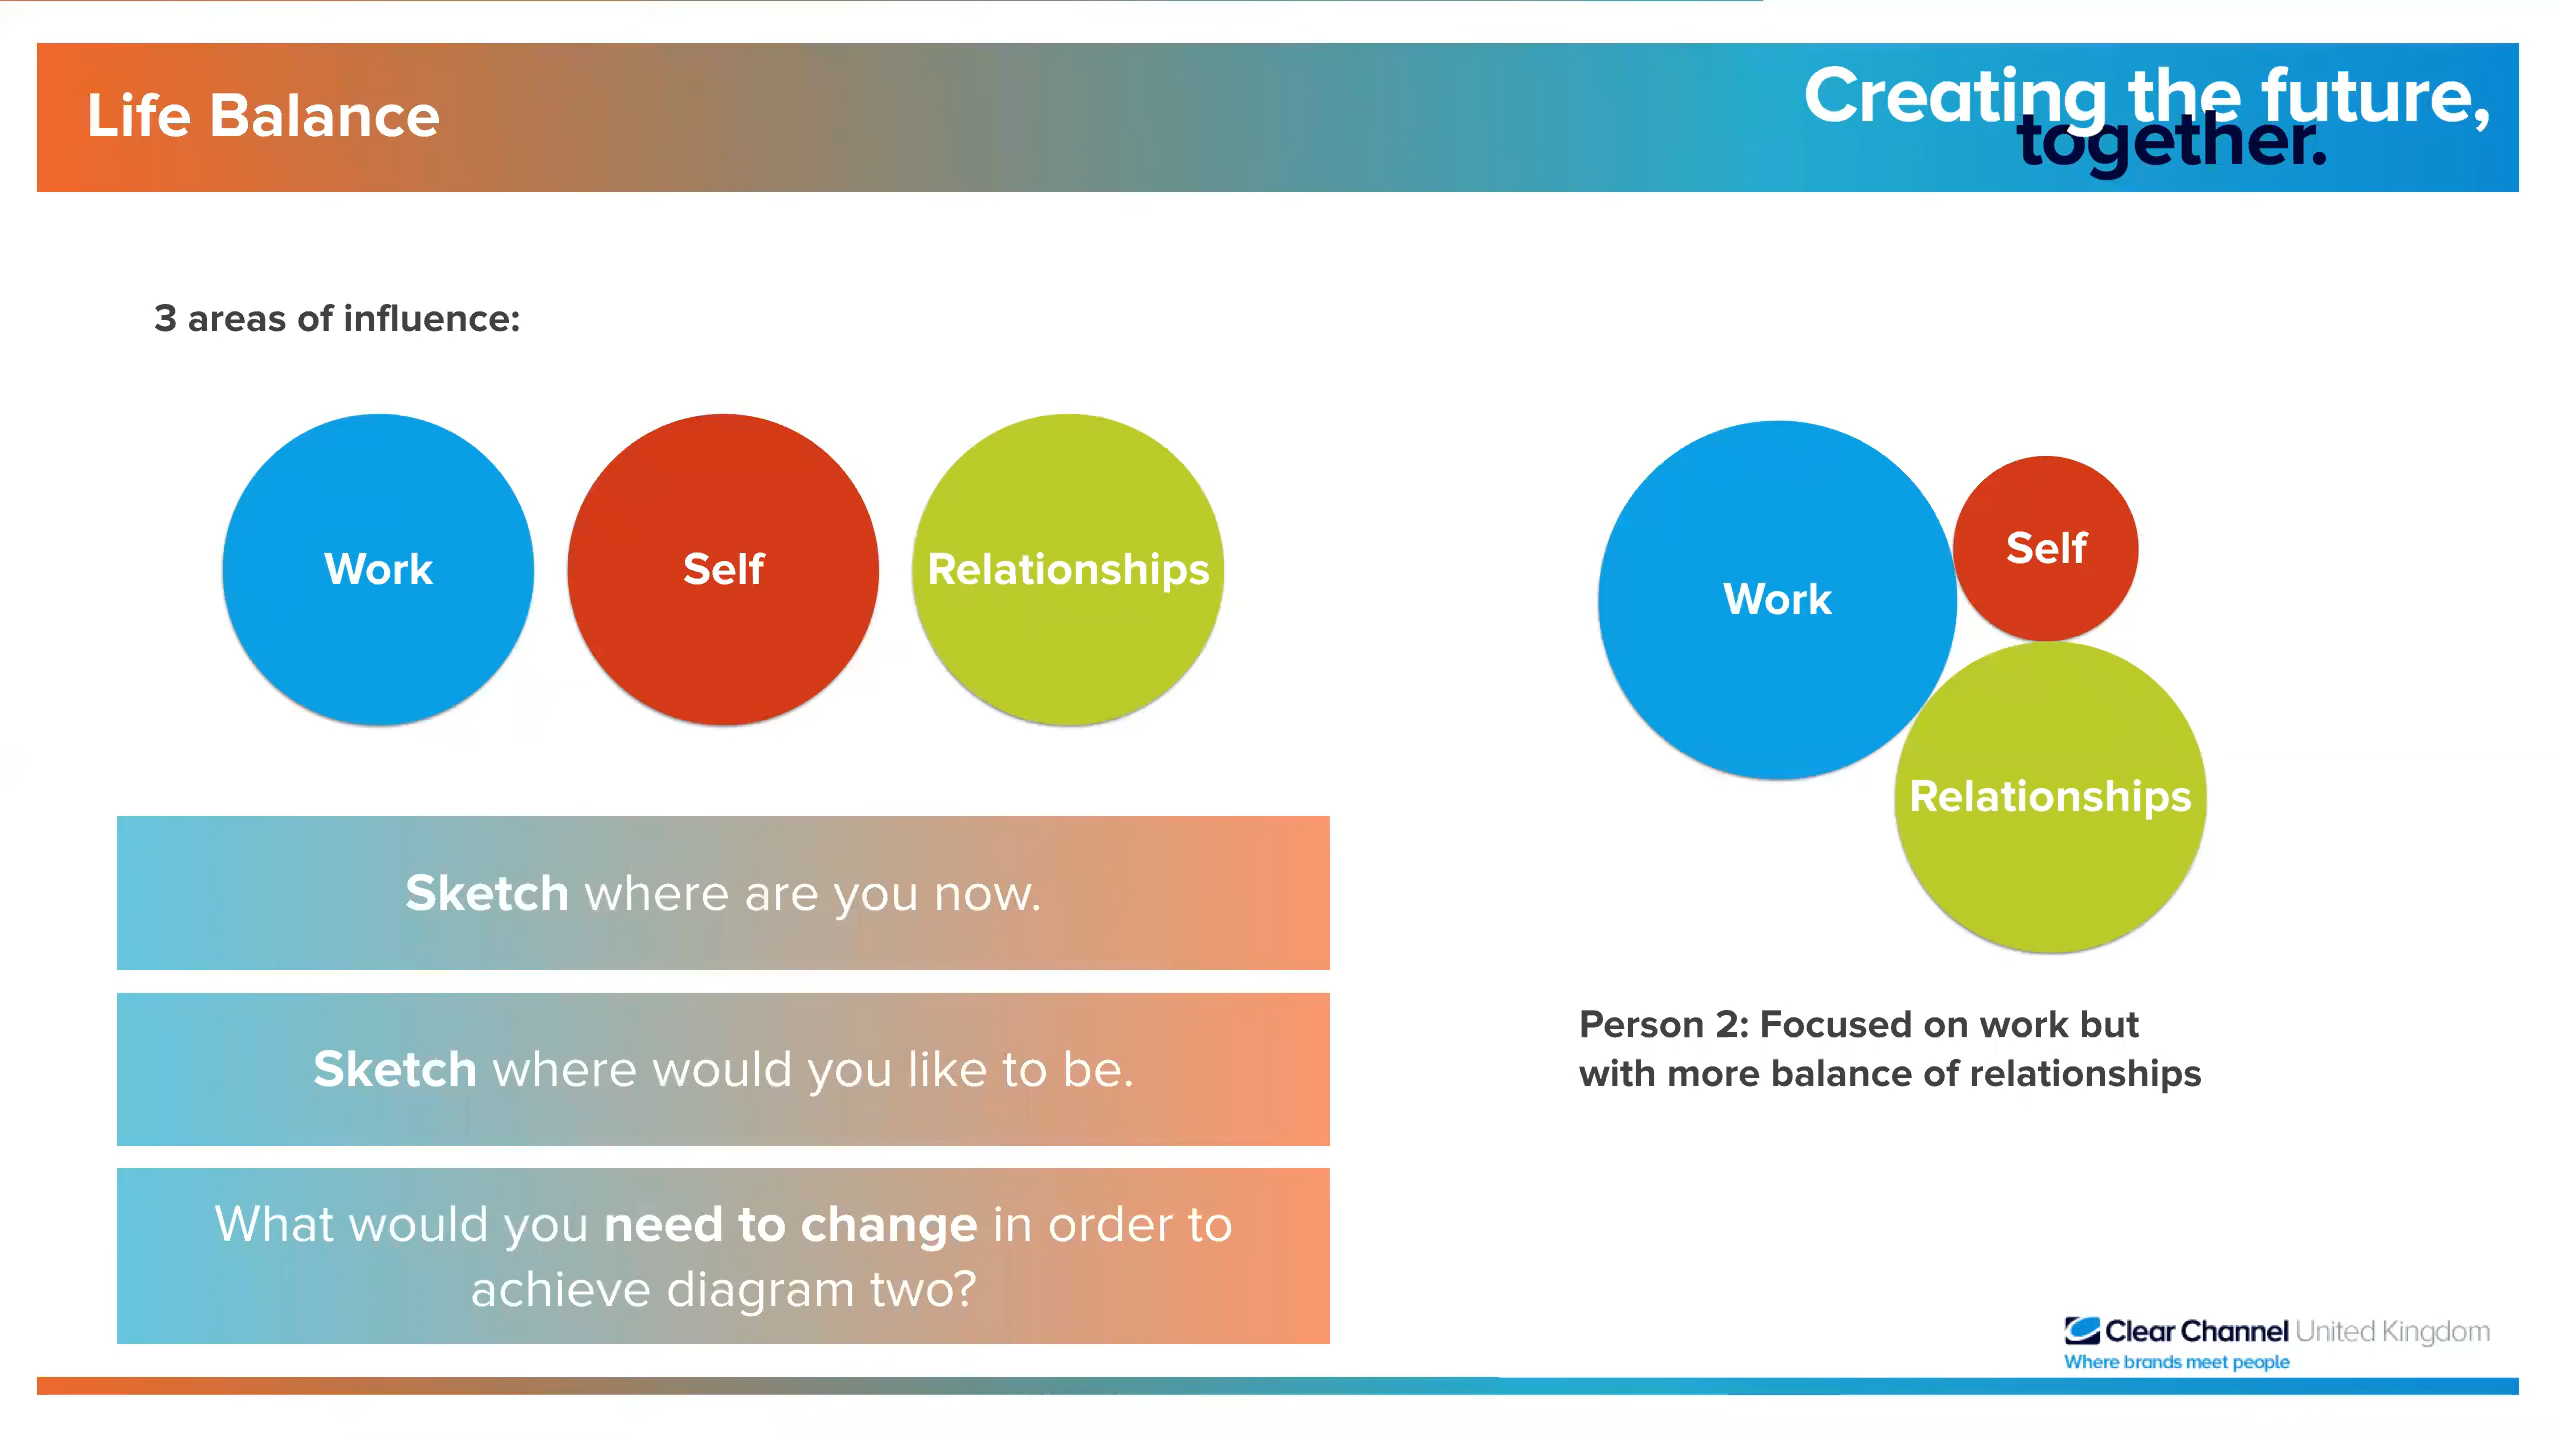 Life Balance
Creating the future,
together.
3 areas of influence:
Work
Self
Relationships
Work
Self
Relationships
Sketch where are you now.
Sketch where would you like to be.
What would you need to change in order to
achieve diagram two?
Person 2: Focused on work but
with more balance of relationships
Clear Channel United Kingdom
Where brands meet people